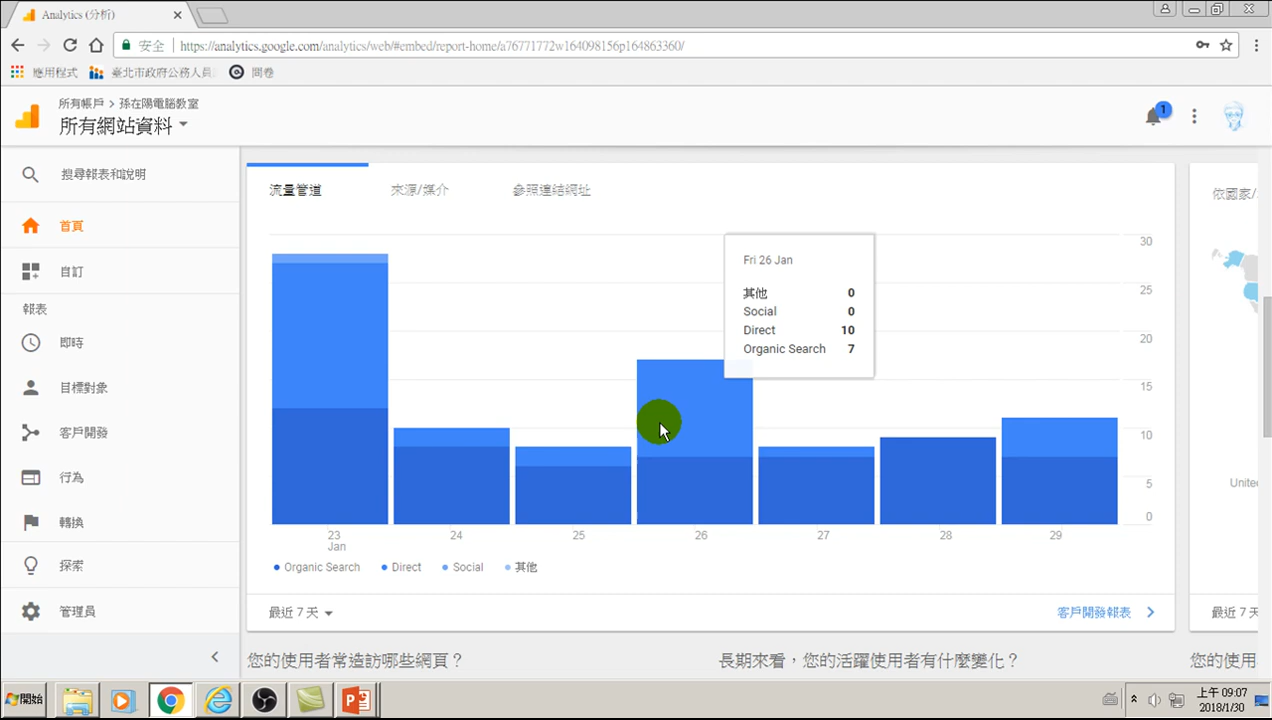 Analytics (分析)
安全
https://analytics.google.com/analytics/web/#embed/report-home/a76771772w164098156p164863360/
應用程式
臺北市政府公務人員
問卷
所有帳戶 > 孫在陽電腦教室
所有網站資料
1
搜尋報表和說明
首頁
自訂
報表
即時
目標對象
客戶開發
行為
轉換
探索
管理員
流量管道
來源/媒介
參照連結網址
依國家/
Fri 26 Jan
其他 0
Social 0
Direct 10
Organic Search 7
30
25
20
15
10
5
0
23
Jan
24
25
26
27
28
29
Organic Search
Direct
Social
其他
United
最近 7 天
客戶開發報表
最近 7 天
您的使用者常造訪哪些網頁？
長期來看，您的活躍使用者有什麼變化？
您的使用
開始
上午 09:07
2018/1/30